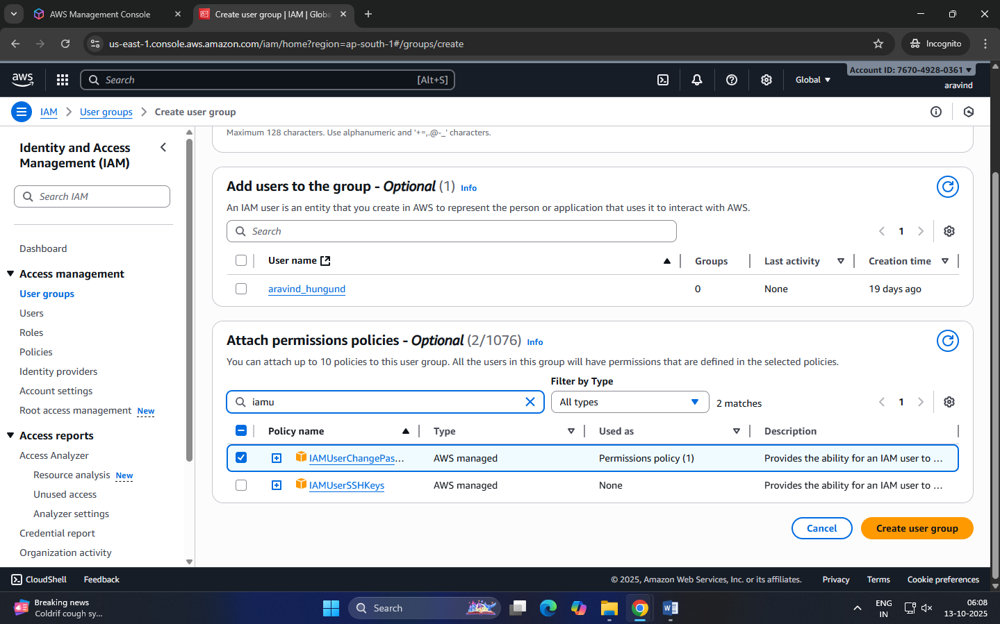 AWS Management Console
Create user group | IAM | Globa
us-east-1.console.aws.amazon.com/iam/home?region=ap-south-1#/groups/create
Incognito
aws
Search
[Alt+S]
Global
Account ID: 7670-4928-0361
aravind
IAM
User groups
Create user group
Identity and Access
Management (IAM)
Search IAM
Dashboard
Access management
User groups
Users
Roles
Policies
Identity providers
Account settings
Root access management New
Access reports
Access Analyzer
Resource analysis New
Unused access
Analyzer settings
Credential report
Organization activity
Maximum 128 characters. Use alphanumeric and '+=,.@-_' characters.
Add users to the group - Optional (1) Info
An IAM user is an entity that you create in AWS to represent the person or application that uses it to interact with AWS.
Search
1
User name Groups Last activity Creation time
aravind_hungund 0 None 19 days ago
Attach permissions policies - Optional (2/1076) Info
You can attach up to 10 policies to this user group. All the users in this group will have permissions that are defined in the selected policies.
Filter by Type
iamu All types 2 matches 1
Policy name Type Used as Description
IAMUserChangePas... AWS managed Permissions policy (1) Provides the ability for an IAM user to ...
IAMUserSSHKeys AWS managed None Provides the ability for an IAM user to ...
Cancel Create user group
CloudShell Feedback © 2025, Amazon Web Services, Inc. or its affiliates. Privacy Terms Cookie preferences
Breaking news
Coldrif cough sy...
Search
ENG
IN
06:08
13-10-2025